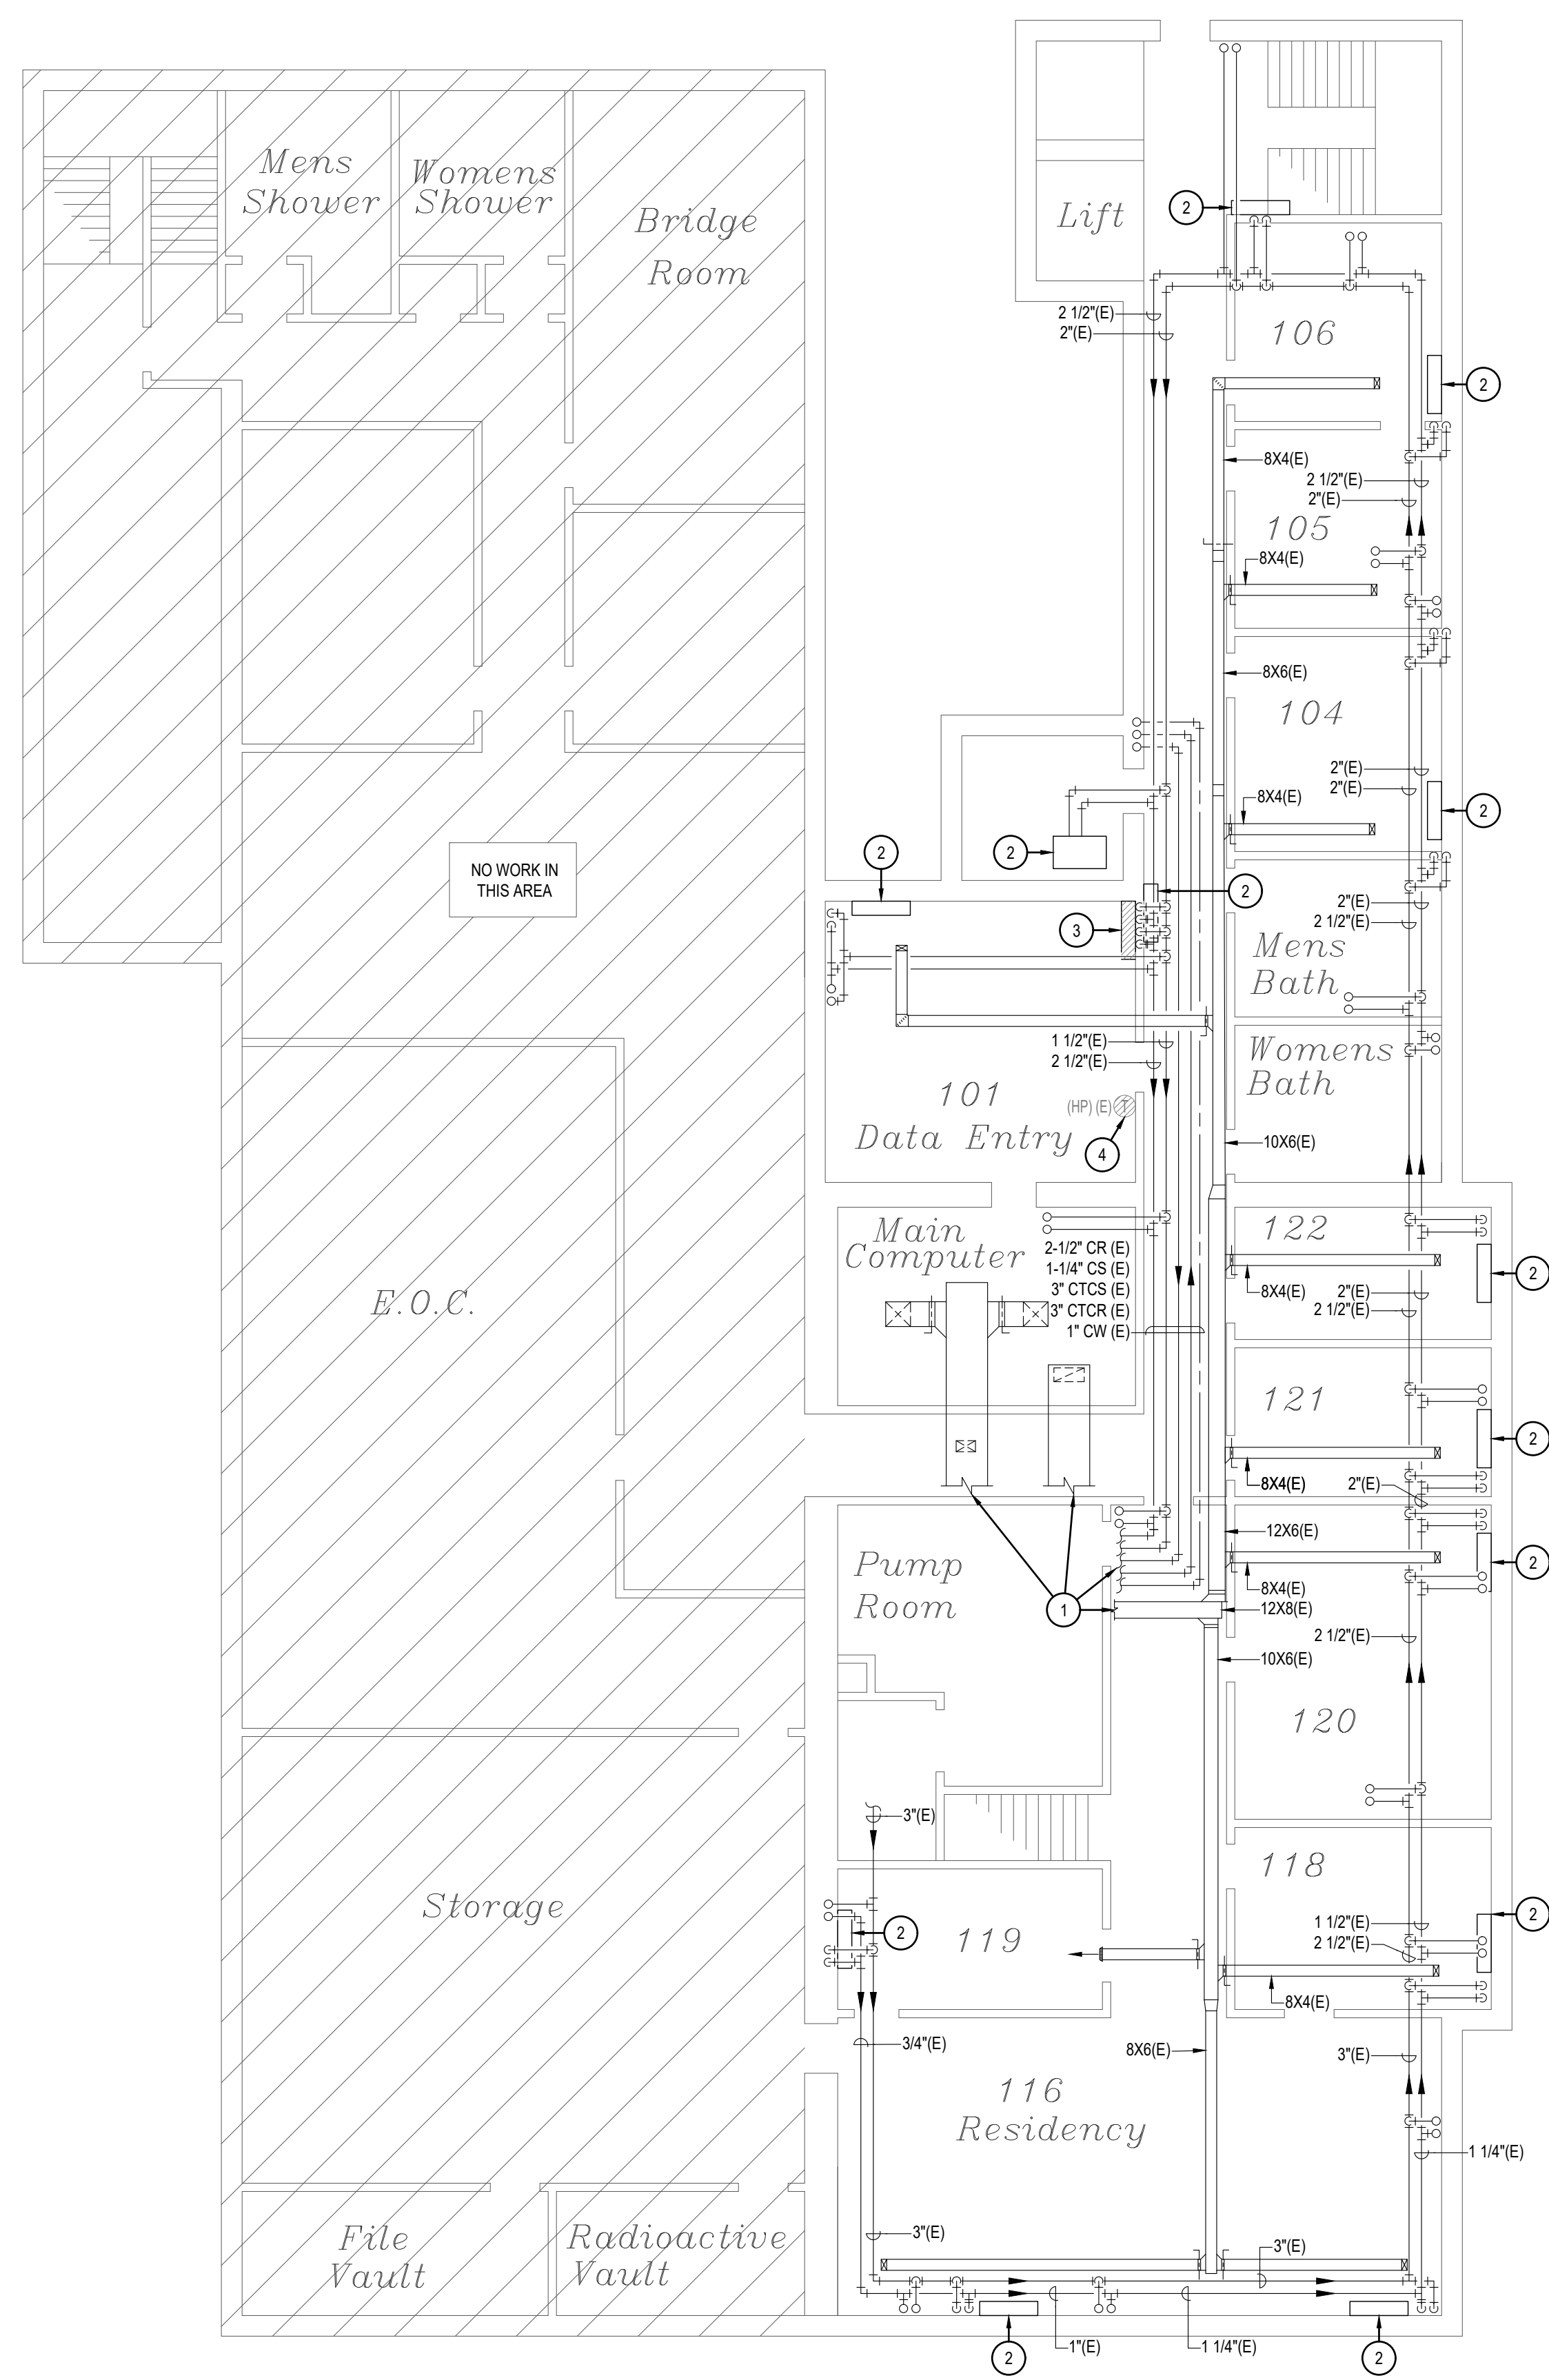 Mens
Shower
Womens
Shower
Bridge
Room
Lift
2
2 1/2"(E)
2"(E)
106
2
8X4(E)
2 1/2"(E)
2"(E)
105
8X4(E)
8X6(E)
104
2"(E)
2"(E)
8X4(E)
2
2
2
2
NO WORK IN
THIS AREA
3
2"(E)
2 1/2"(E)
Mens
Bath
1 1/2"(E)
2 1/2"(E)
Womens
Bath
101
Data Entry
(HP) (E) T
4
10X6(E)
Main
Computer
122
2-1/2" CR (E)
1-1/4" CS (E)
3" CTCS (E)
3" CTCR (E)
1" CW (E)
8X4(E)
2"(E)
2 1/2"(E)
2
E.O.C.
121
2
8X4(E)
2"(E)
12X6(E)
Pump
Room
2
8X4(E)
1
12X8(E)
2 1/2"(E)
10X6(E)
120
3"(E)
118
Storage
2
119
1 1/2"(E)
2 1/2"(E)
2
8X4(E)
3/4"(E)
8X6(E)
3"(E)
116
Residency
1 1/4"(E)
File
Vault
Radioactive
Vault
3"(E)
3"(E)
2
1"(E)
1 1/4"(E)
2